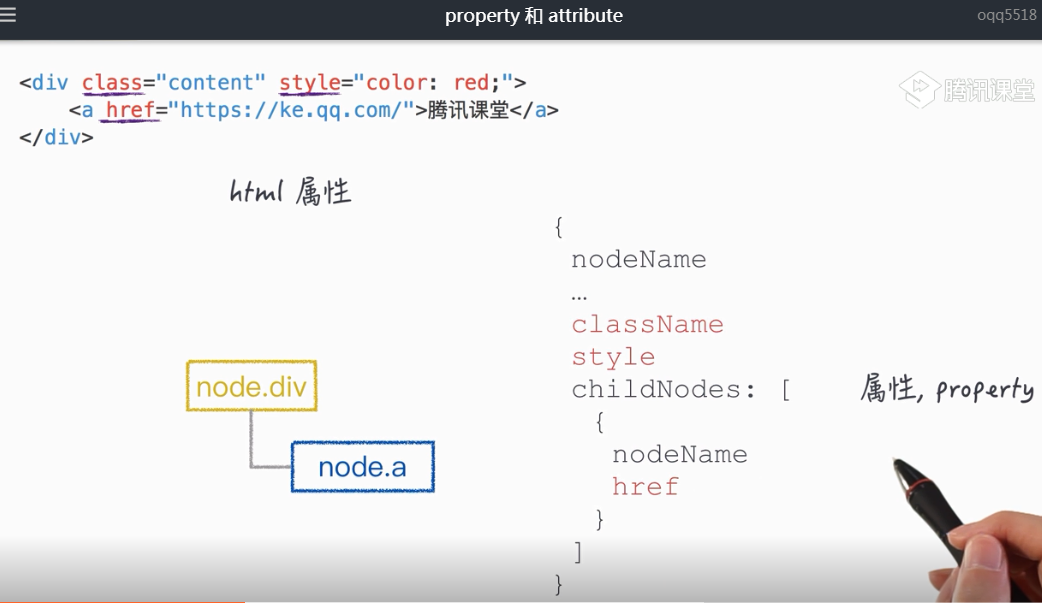 property 和 attribute
oqq5518
<div class="content" style="color: red;">
<a href="https://ke.qq.com/">腾讯课堂</a>
</div>
腾讯课堂
html 属性
{
nodeName
…
className
style
childNodes: [
属性, property
{
nodeName
href
}
]
}
node.div
node.a